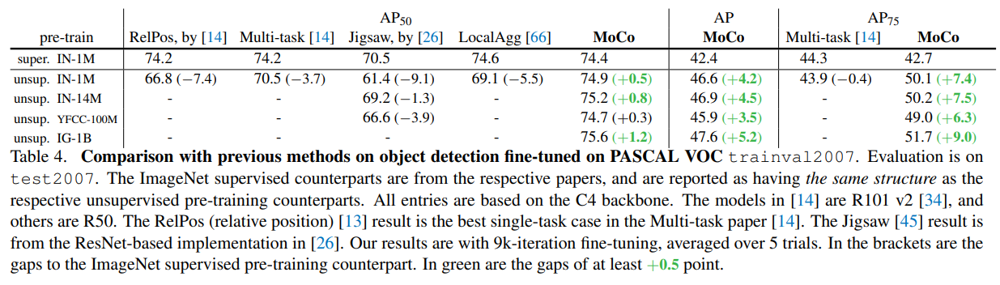 AP50 AP AP75
pre-train RelPos, by [14] Multi-task [14] Jigsaw, by [26] LocalAgg [66] MoCo MoCo Multi-task [14] MoCo
super. IN-1M 74.2 74.2 70.5 74.6 74.4 42.4 44.3 42.7
unsup. IN-1M 66.8 (−7.4) 70.5 (−3.7) 61.4 (−9.1) 69.1 (−5.5) 74.9 (+0.5) 46.6 (+4.2) 43.9 (−0.4) 50.1 (+7.4)
unsup. IN-14M - - 69.2 (−1.3) - 75.2 (+0.8) 46.9 (+4.5) - 50.2 (+7.5)
unsup. YFCC-100M - - 66.6 (−3.9) - 74.7 (+0.3) 45.9 (+3.5) - 49.0 (+6.3)
unsup. IG-1B - - - - 75.6 (+1.2) 47.6 (+5.2) - 51.7 (+9.0)
Table 4. Comparison with previous methods on object detection fine-tuned on PASCAL VOC trainval2007. Evaluation is on
test2007. The ImageNet supervised counterparts are from the respective papers, and are reported as having the same structure as the
respective unsupervised pre-training counterparts. All entries are based on the C4 backbone. The models in [14] are R101 v2 [34], and
others are R50. The RelPos (relative position) [13] result is the best single-task case in the Multi-task paper [14]. The Jigsaw [45] result is
from the ResNet-based implementation in [26]. Our results are with 9k-iteration fine-tuning, averaged over 5 trials. In the brackets are the
gaps to the ImageNet supervised pre-training counterpart. In green are the gaps of at least +0.5 point.